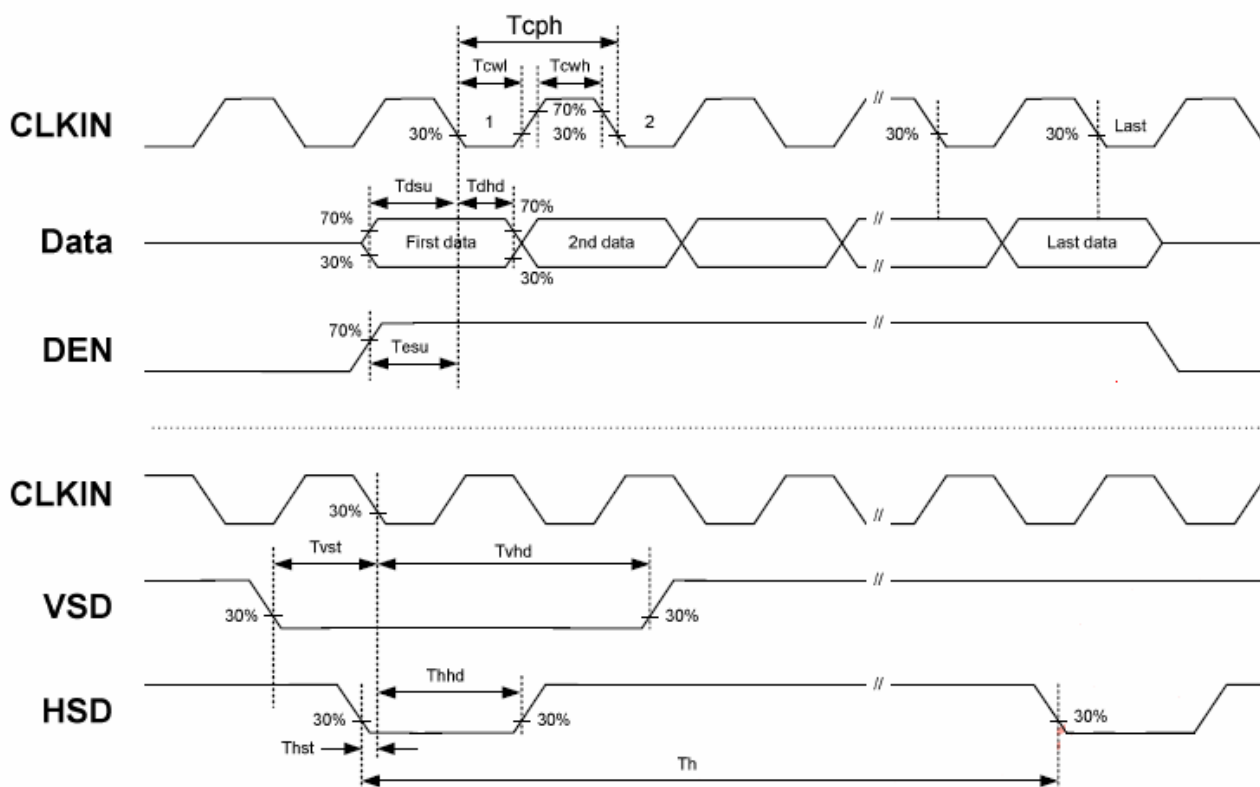 Tcph
Tcwl Tcwh
CLKIN 30% 1 70% 30% 2 // 30% 30% Last
Tdsu Tdhd
70% 70%
Data First data 2nd data // // Last data
30% 30%
DEN 70% Tesu //
CLKIN 30% //
Tvst Tvhd
VSD 30% 30% //
Thhd
HSD 30% 30% // 30%
Thst
Th